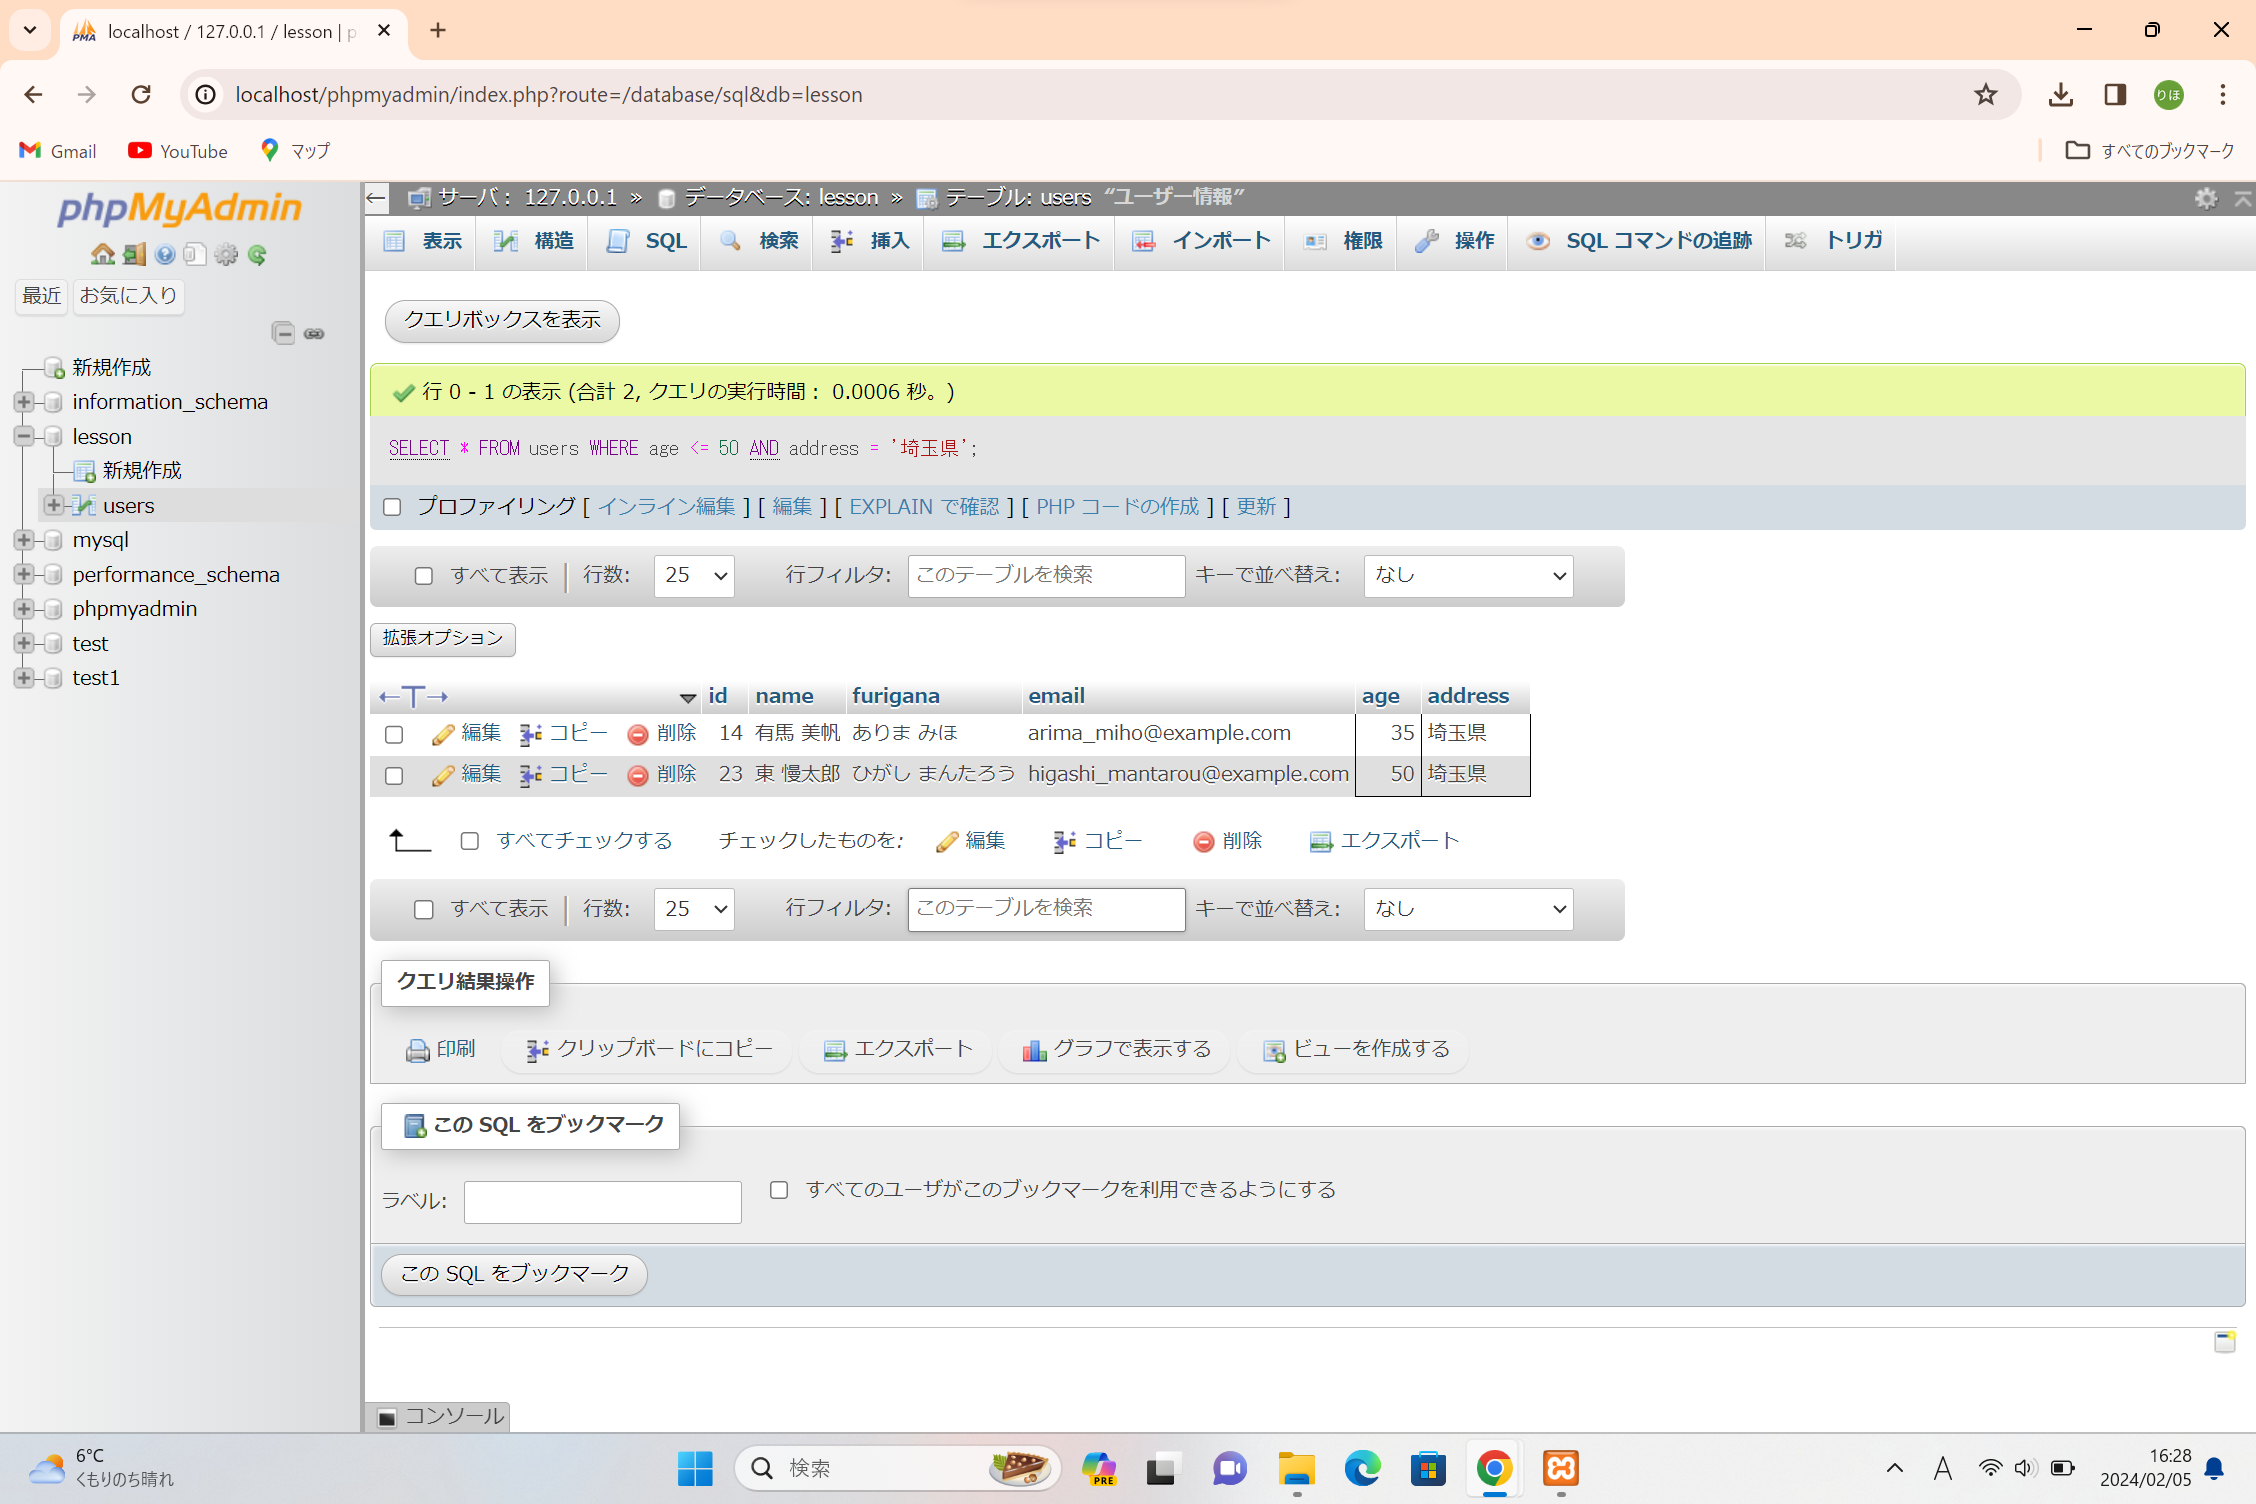 localhost / 127.0.0.1 / lesson | p
localhost/phpmyadmin/index.php?route=/database/sql&db=lesson
りほ
Gmail
YouTube
マップ
すべてのブックマーク
phpMyAdmin
最近
お気に入り
新規作成
information_schema
lesson
新規作成
users
mysql
performance_schema
phpmyadmin
test
test1
サーバ： 127.0.0.1 » データベース: lesson » テーブル: users “ユーザー情報”
表示 構造 SQL 検索 挿入 エクスポート インポート 権限 操作 SQL コマンドの追跡 トリガ
クエリボックスを表示
行 0 - 1 の表示 (合計 2, クエリの実行時間： 0.0006 秒。)
SELECT * FROM users WHERE age <= 50 AND address = '埼玉県';
プロファイリング [ インライン編集 ] [ 編集 ] [ EXPLAIN で確認 ] [ PHP コードの作成 ] [ 更新 ]
すべて表示 | 行数: 25 行フィルタ: このテーブルを検索 キーで並べ替え: なし
拡張オプション
←T→ id name furigana email age address
編集 コピー 削除 14 有馬 美帆 ありま みほ arima_miho@example.com 35 埼玉県
編集 コピー 削除 23 東 慢太郎 ひがし まんたろう higashi_mantarou@example.com 50 埼玉県
すべてチェックする チェックしたものを: 編集 コピー 削除 エクスポート
すべて表示 | 行数: 25 行フィルタ: このテーブルを検索 キーで並べ替え: なし
クエリ結果操作
印刷 クリップボードにコピー エクスポート グラフで表示する ビューを作成する
この SQL をブックマーク
ラベル: すべてのユーザがこのブックマークを利用できるようにする
この SQL をブックマーク
コンソール
6°C
くもりのち晴れ
検索
PRE
A
16:28
2024/02/05